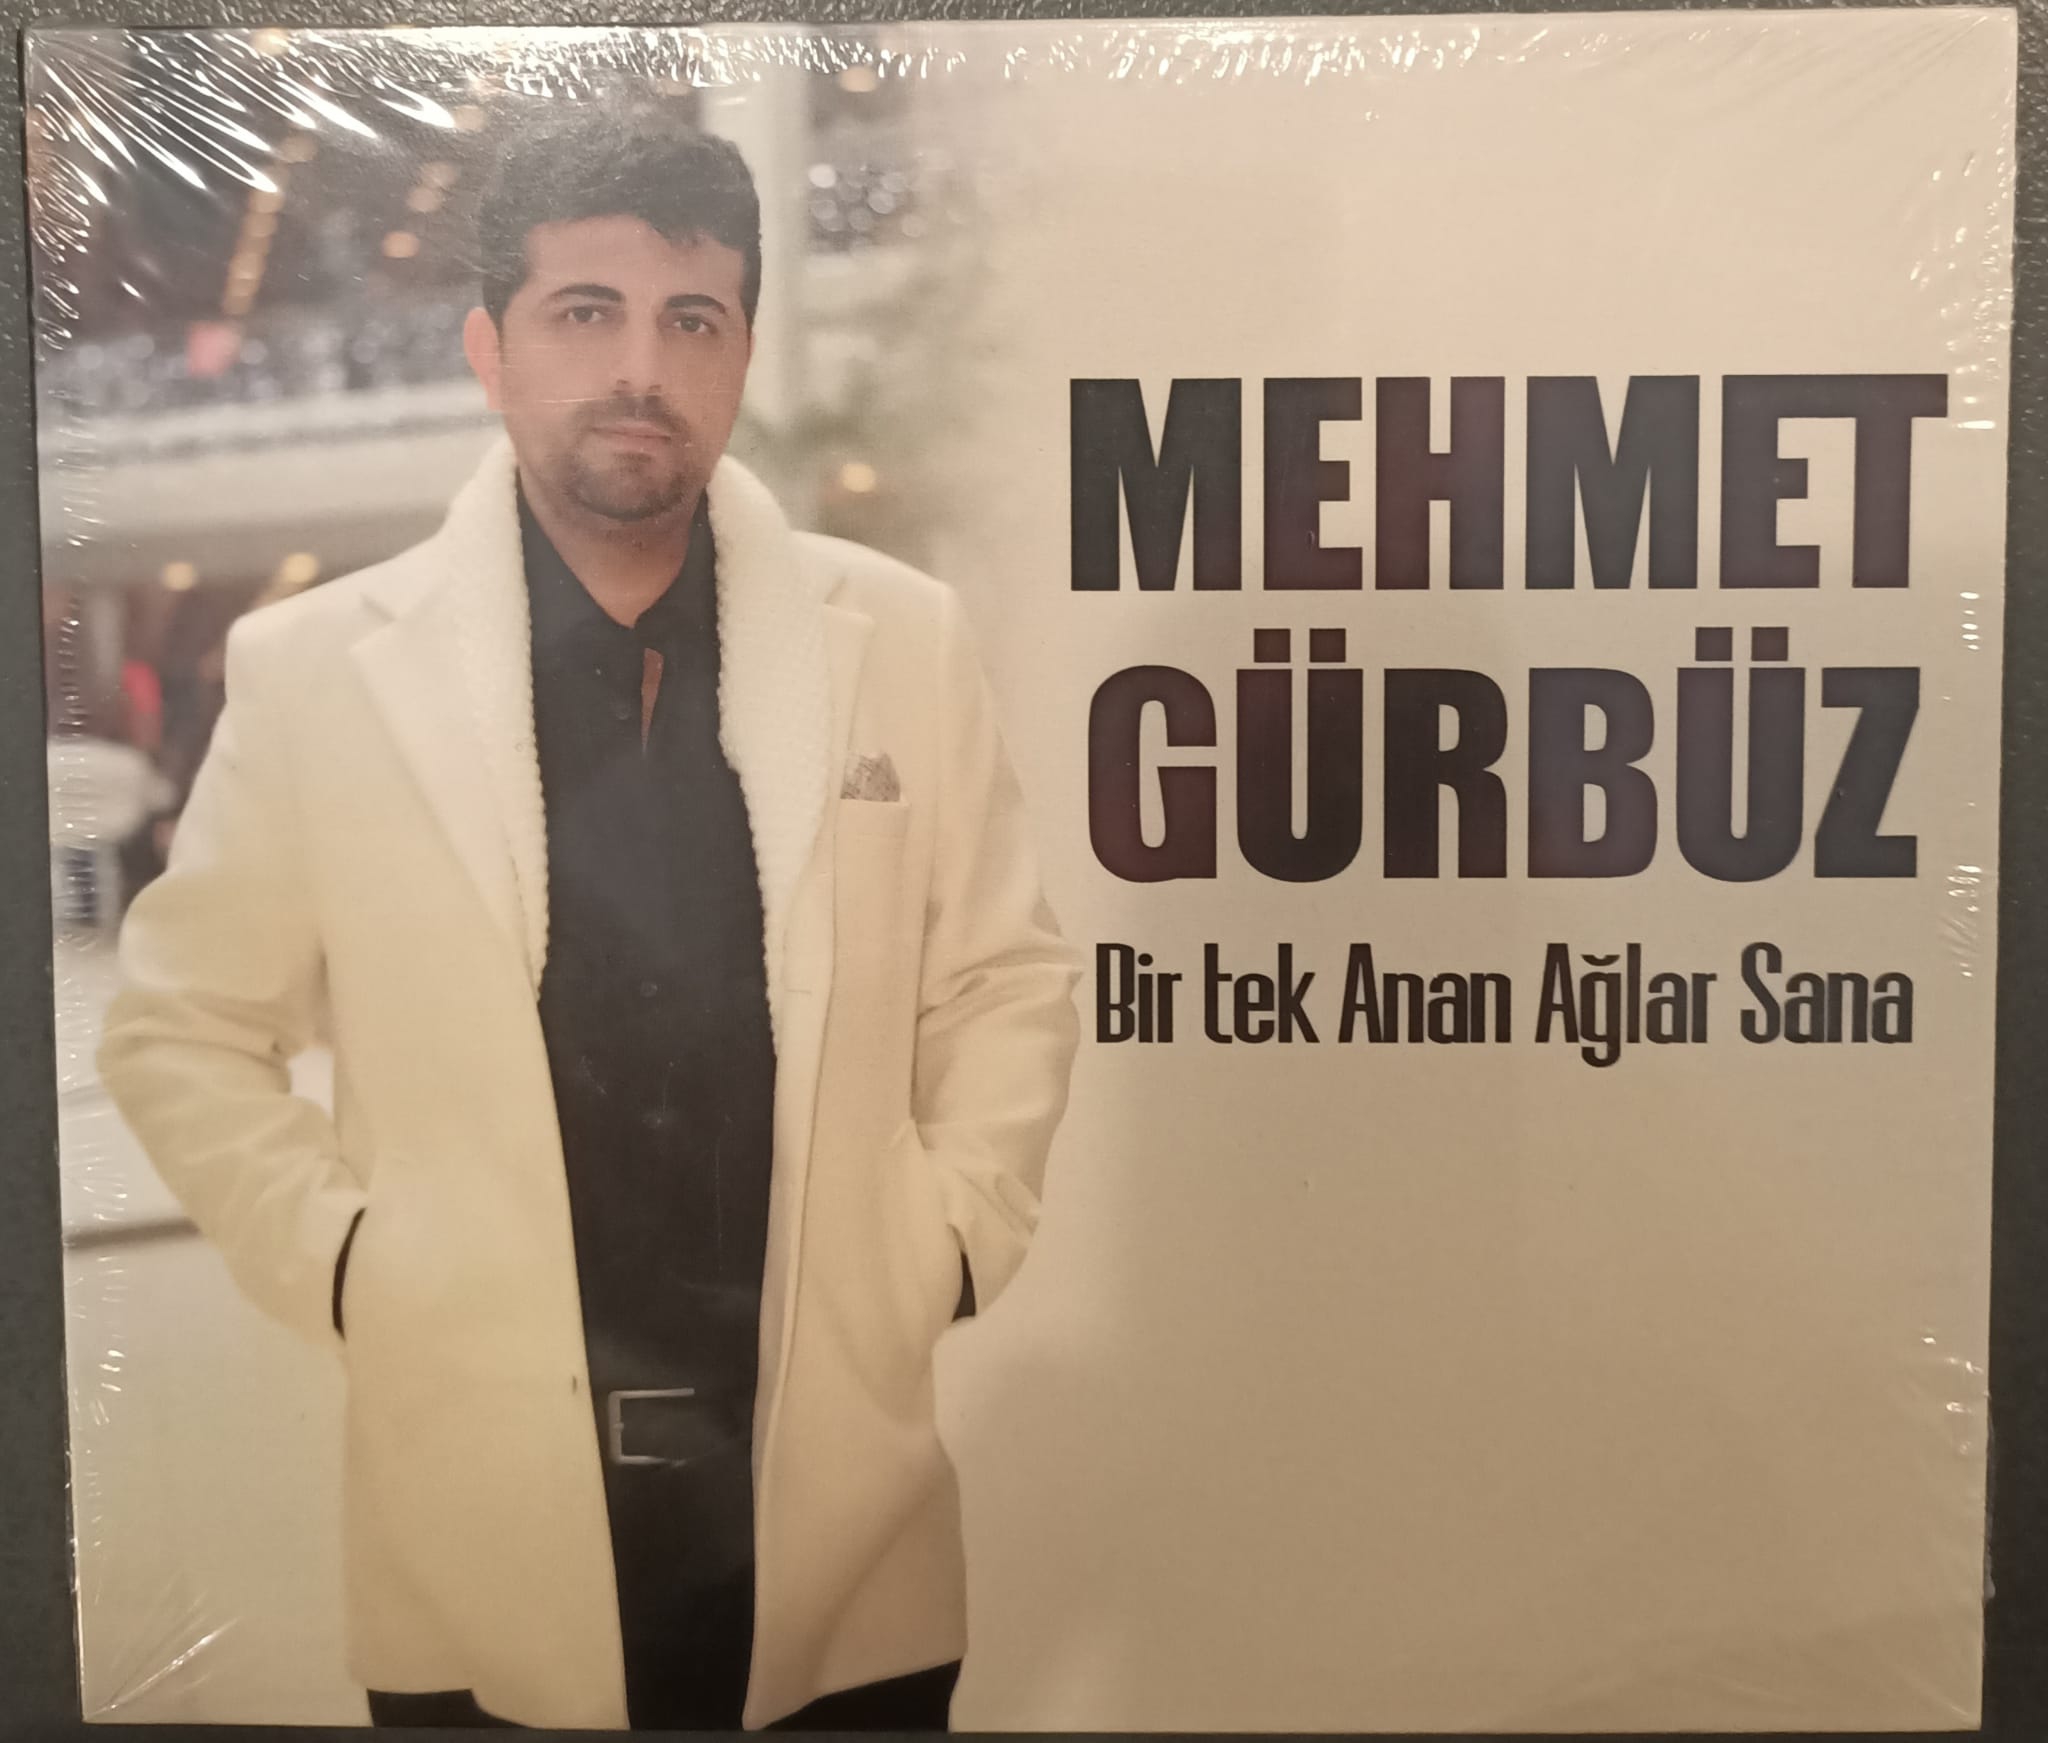 MEHMET
GÜRBÜZ
Bir tek Anan Ağlar Sana